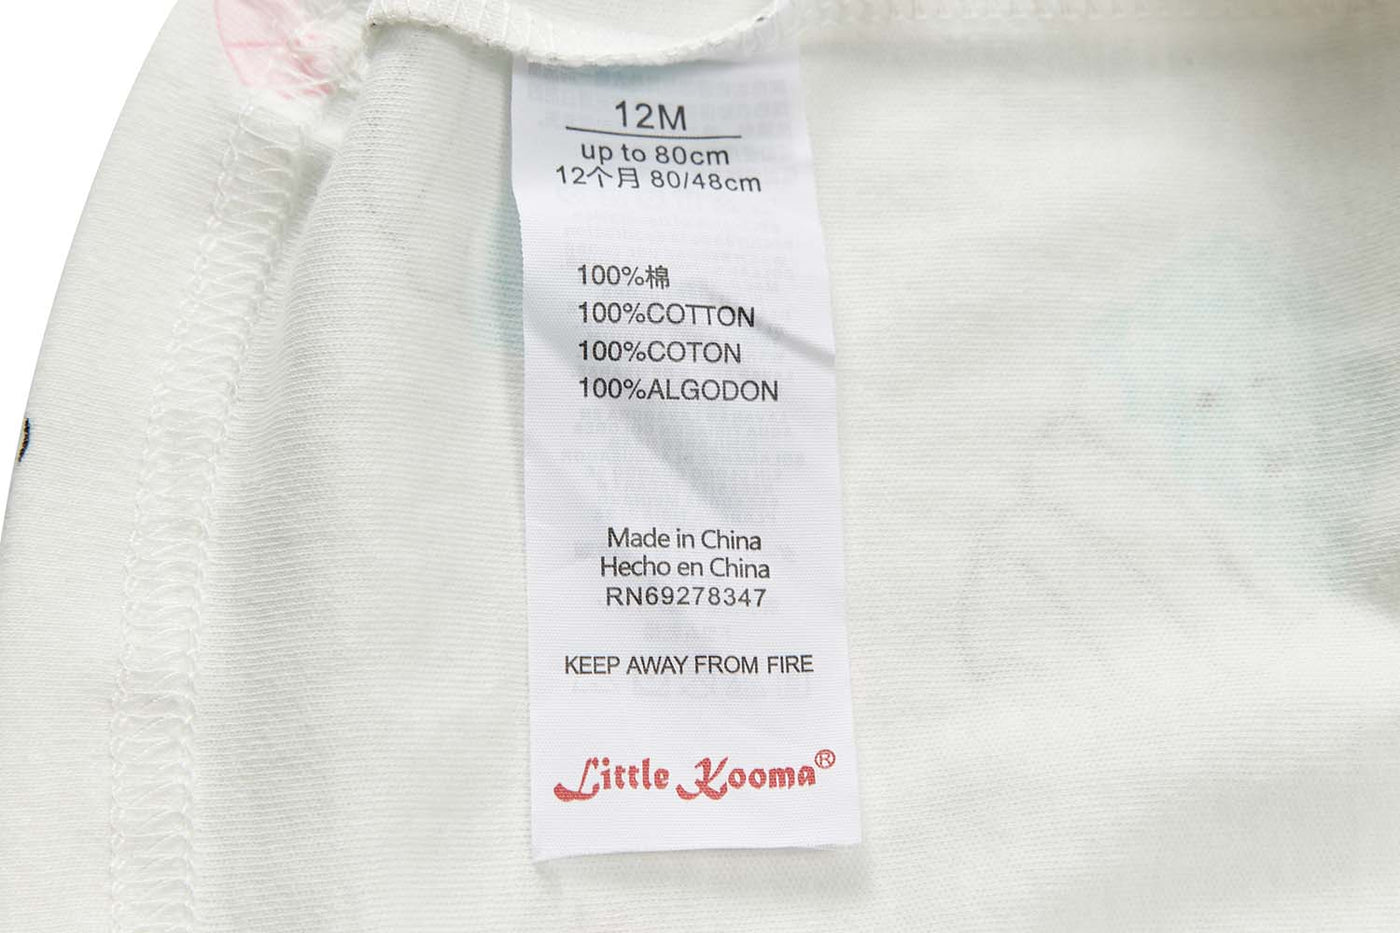 12M
up to 80cm
12个月 80/48cm
100%棉
100%COTTON
100%COTON
100%ALGODON
Made in China
Hecho en China
RN69278347
KEEP AWAY FROM FIRE
Little Kooma®